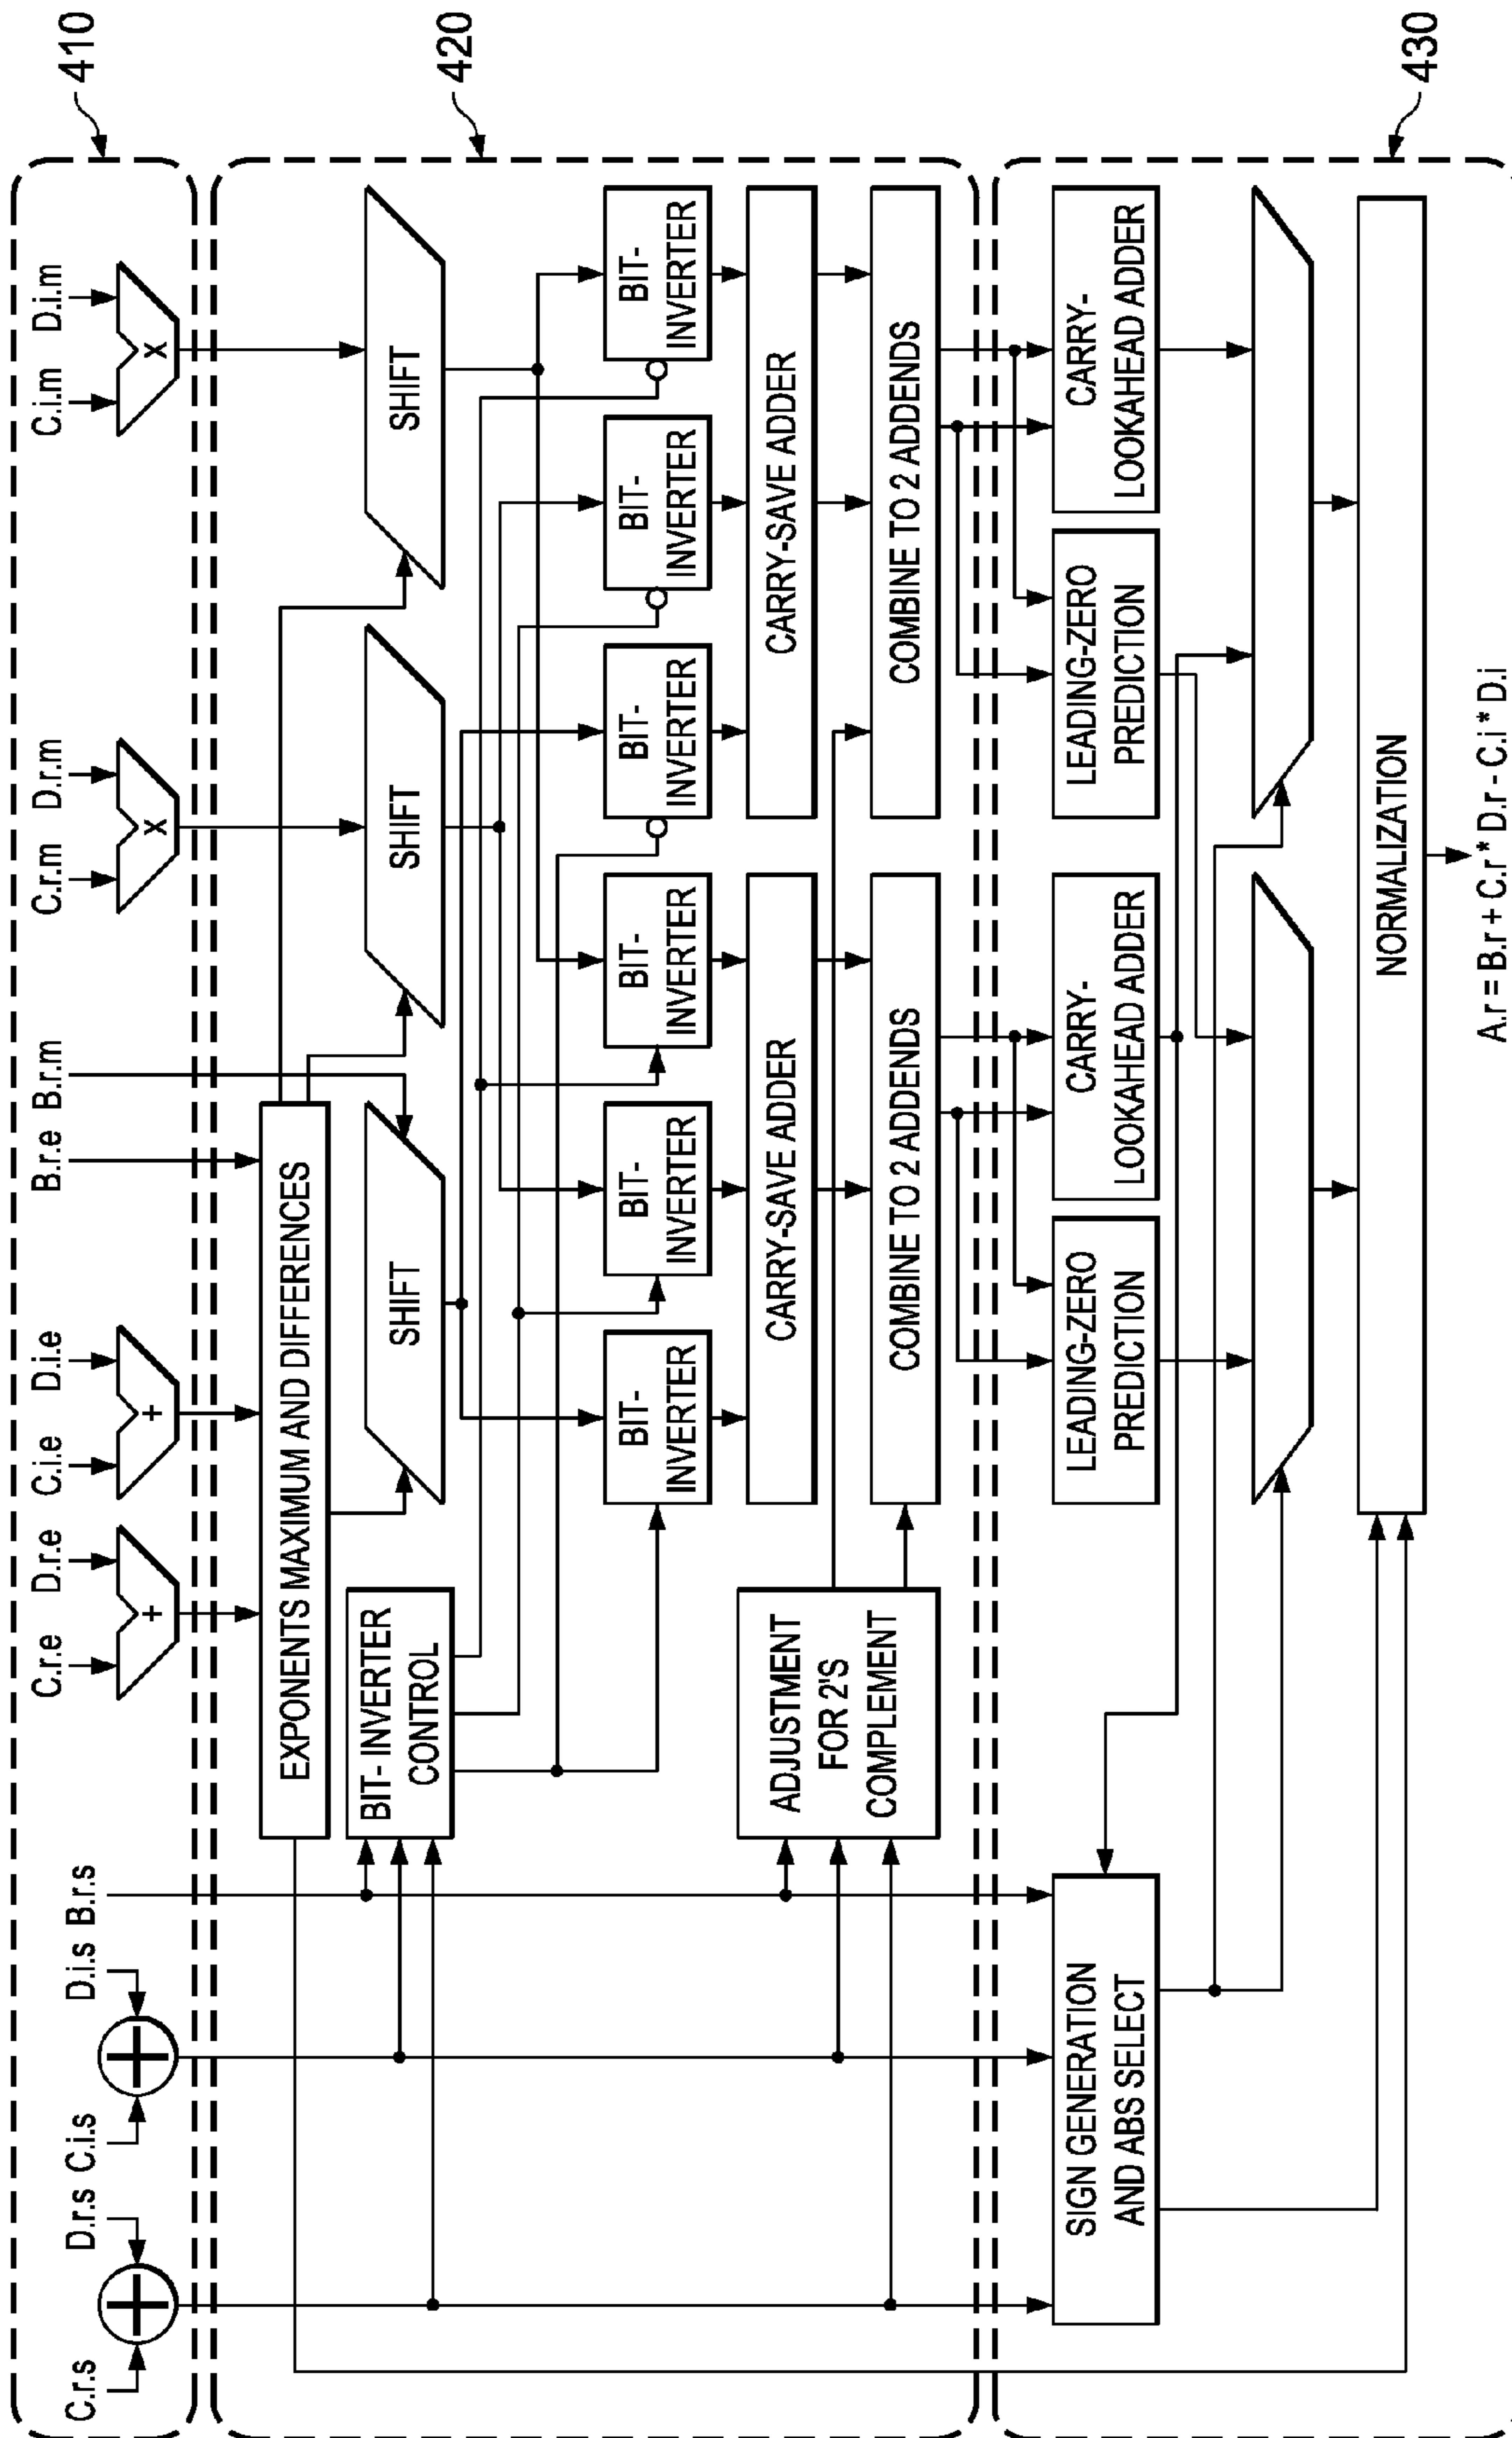 410
C.r.s
D.r.s
C.i.s
D.i.s
B.r.s
C.r.e
D.r.e
C.i.e
D.i.e
B.r.e
B.r.m
C.r.m
D.r.m
C.i.m
D.i.m
+
+
X
X
420
EXPONENTS MAXIMUM AND DIFFERENCES
BIT- INVERTER
CONTROL
SHIFT
SHIFT
SHIFT
BIT-
INVERTER
BIT-
INVERTER
BIT-
INVERTER
BIT-
INVERTER
BIT-
INVERTER
BIT-
INVERTER
ADJUSTMENT
FOR 2'S
COMPLEMENT
CARRY-SAVE ADDER
CARRY-SAVE ADDER
COMBINE TO 2 ADDENDS
COMBINE TO 2 ADDENDS
430
SIGN GENERATION
AND ABS SELECT
LEADING-ZERO
PREDICTION
CARRY-
LOOKAHEAD ADDER
LEADING-ZERO
PREDICTION
CARRY-
LOOKAHEAD ADDER
NORMALIZATION
A.r = B.r + C.r * D.r - C.i * D.i